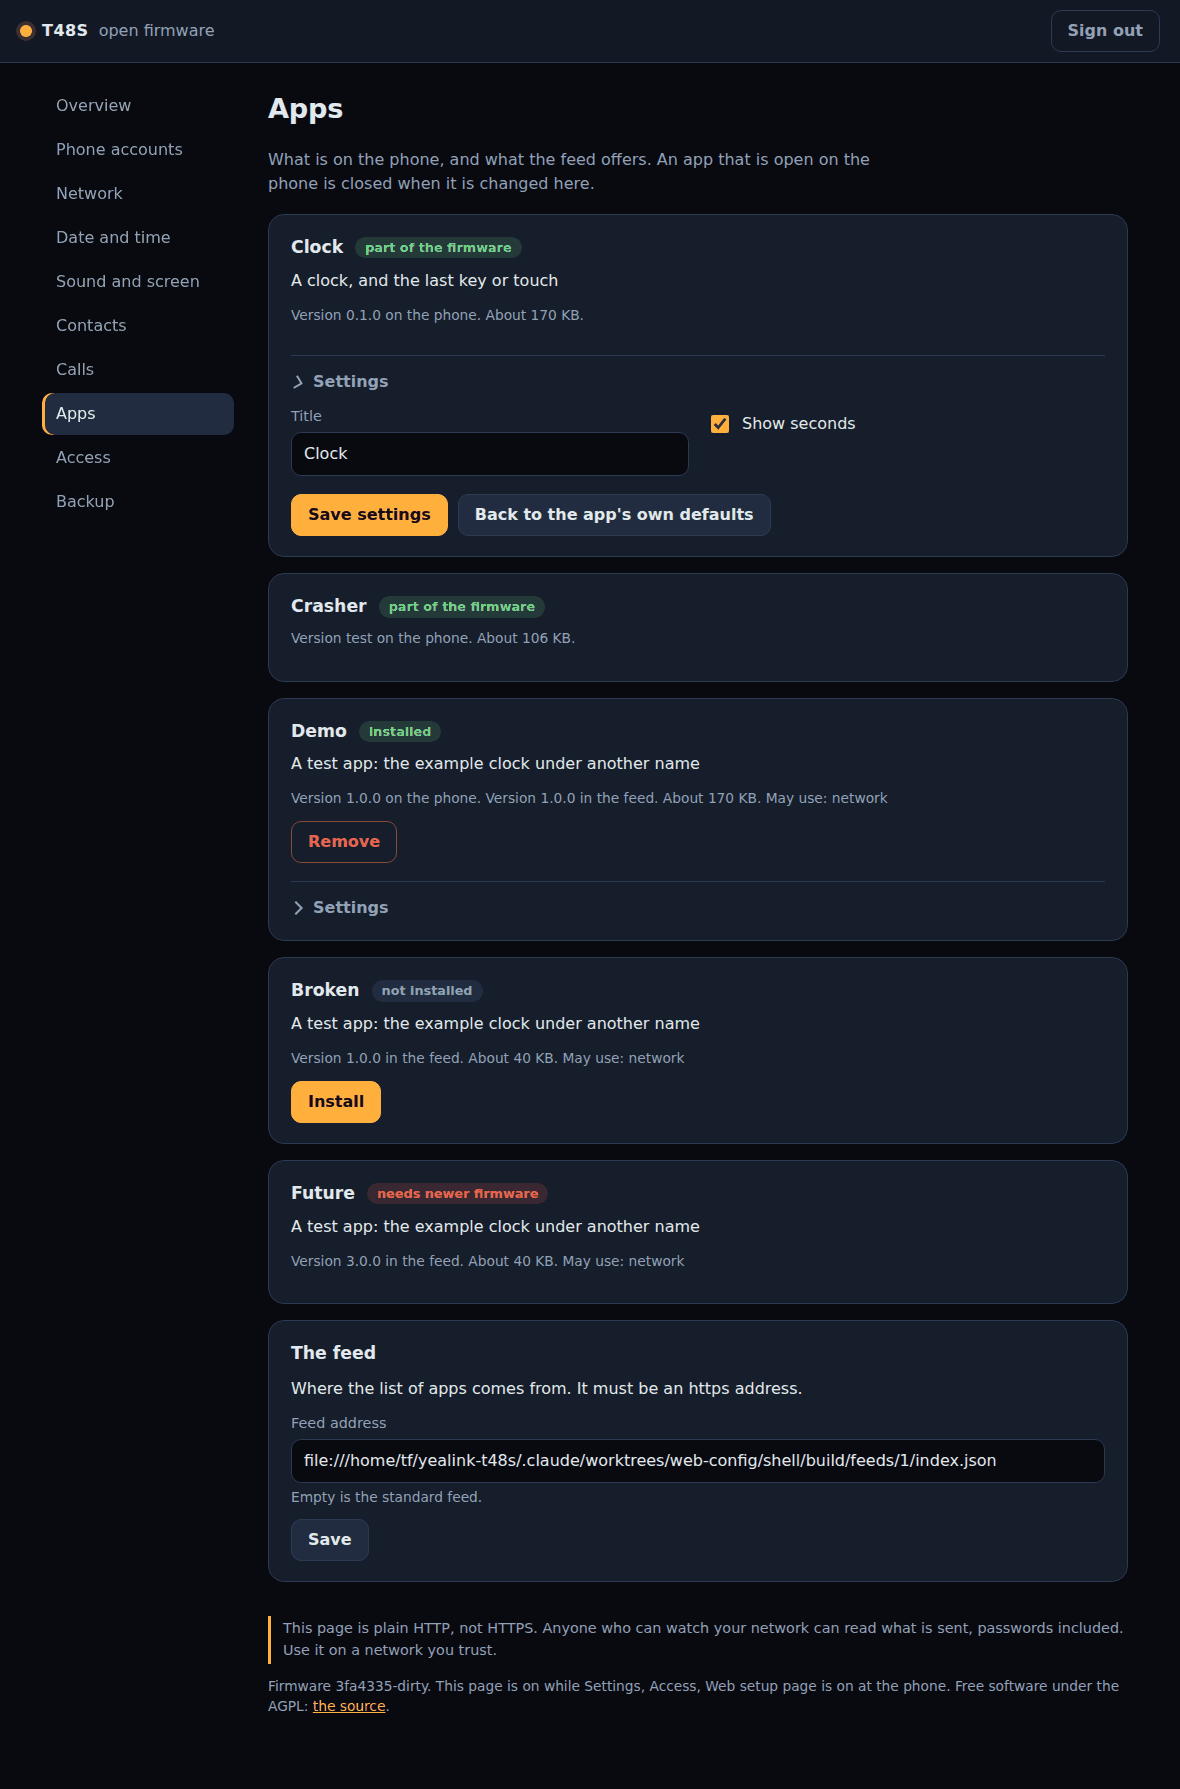 T48S open firmware
Sign out
Overview
Phone accounts
Network
Date and time
Sound and screen
Contacts
Calls
Apps
Access
Backup
Apps
What is on the phone, and what the feed offers. An app that is open on the
phone is closed when it is changed here.
Clock part of the firmware
A clock, and the last key or touch
Version 0.1.0 on the phone. About 170 KB.
Settings
Title
Clock
Show seconds
Save settings
Back to the app's own defaults
Crasher part of the firmware
Version test on the phone. About 106 KB.
Demo installed
A test app: the example clock under another name
Version 1.0.0 on the phone. Version 1.0.0 in the feed. About 170 KB. May use: network
Remove
Settings
Broken not installed
A test app: the example clock under another name
Version 1.0.0 in the feed. About 40 KB. May use: network
Install
Future needs newer firmware
A test app: the example clock under another name
Version 3.0.0 in the feed. About 40 KB. May use: network
The feed
Where the list of apps comes from. It must be an https address.
Feed address
file:///home/tf/yealink-t48s/.claude/worktrees/web-config/shell/build/feeds/1/index.json
Empty is the standard feed.
Save
This page is plain HTTP, not HTTPS. Anyone who can watch your network can read what is sent, passwords included.
Use it on a network you trust.
Firmware 3fa4335-dirty. This page is on while Settings, Access, Web setup page is on at the phone. Free software under the
AGPL: the source.